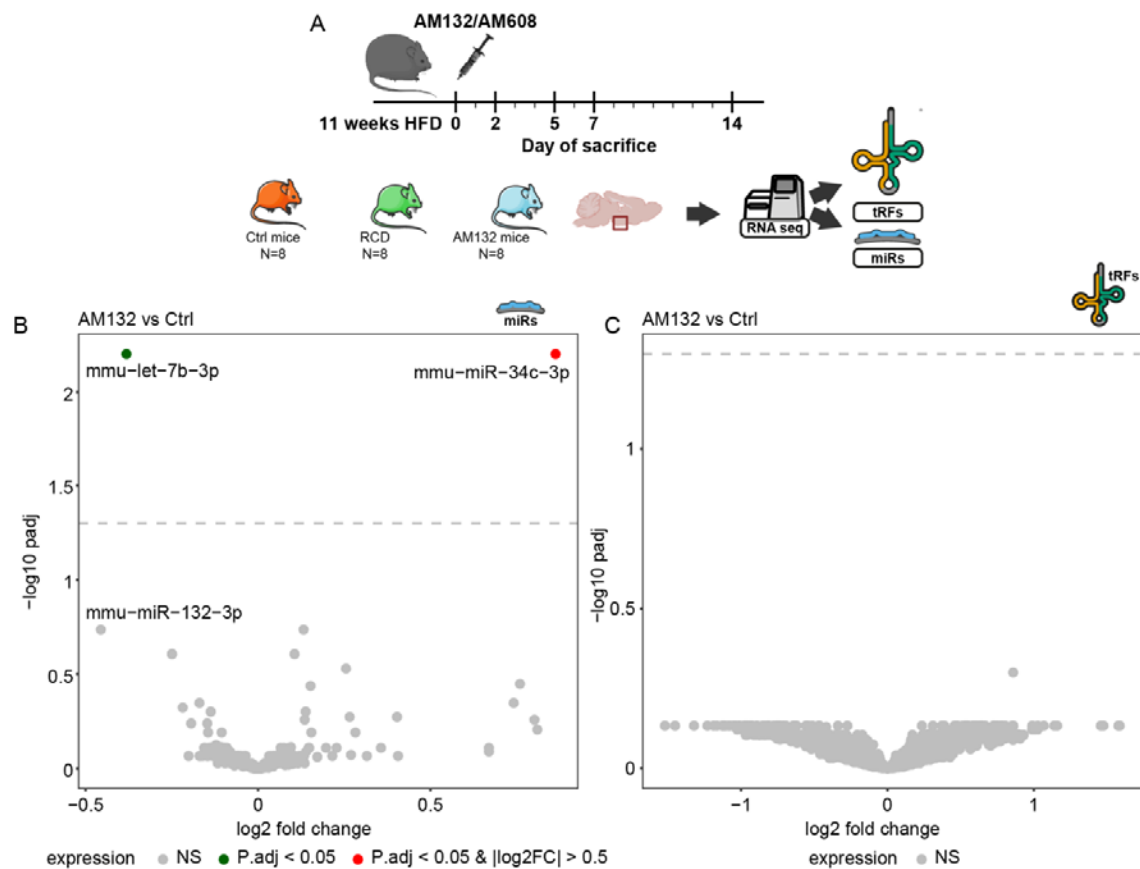 A
AM132/AM608
11 weeks HFD 0 2 5 7 14
Day of sacrifice
Ctrl mice
N=8
RCD
N=8
AM132 mice
N=8
RNA seq
tRFs
miRs
B
AM132 vs Ctrl
miRs
mmu−let−7b−3p
mmu−miR−34c−3p
mmu−miR−132−3p
−log10 padj
2
1.5
1
0.5
0
−0.5 0 0.5
log2 fold change
expression NS P.adj < 0.05 P.adj < 0.05 & |log2FC| > 0.5
C
AM132 vs Ctrl
tRFs
−log10 padj
1
0.5
0
−1 0 1
log2 fold change
expression NS